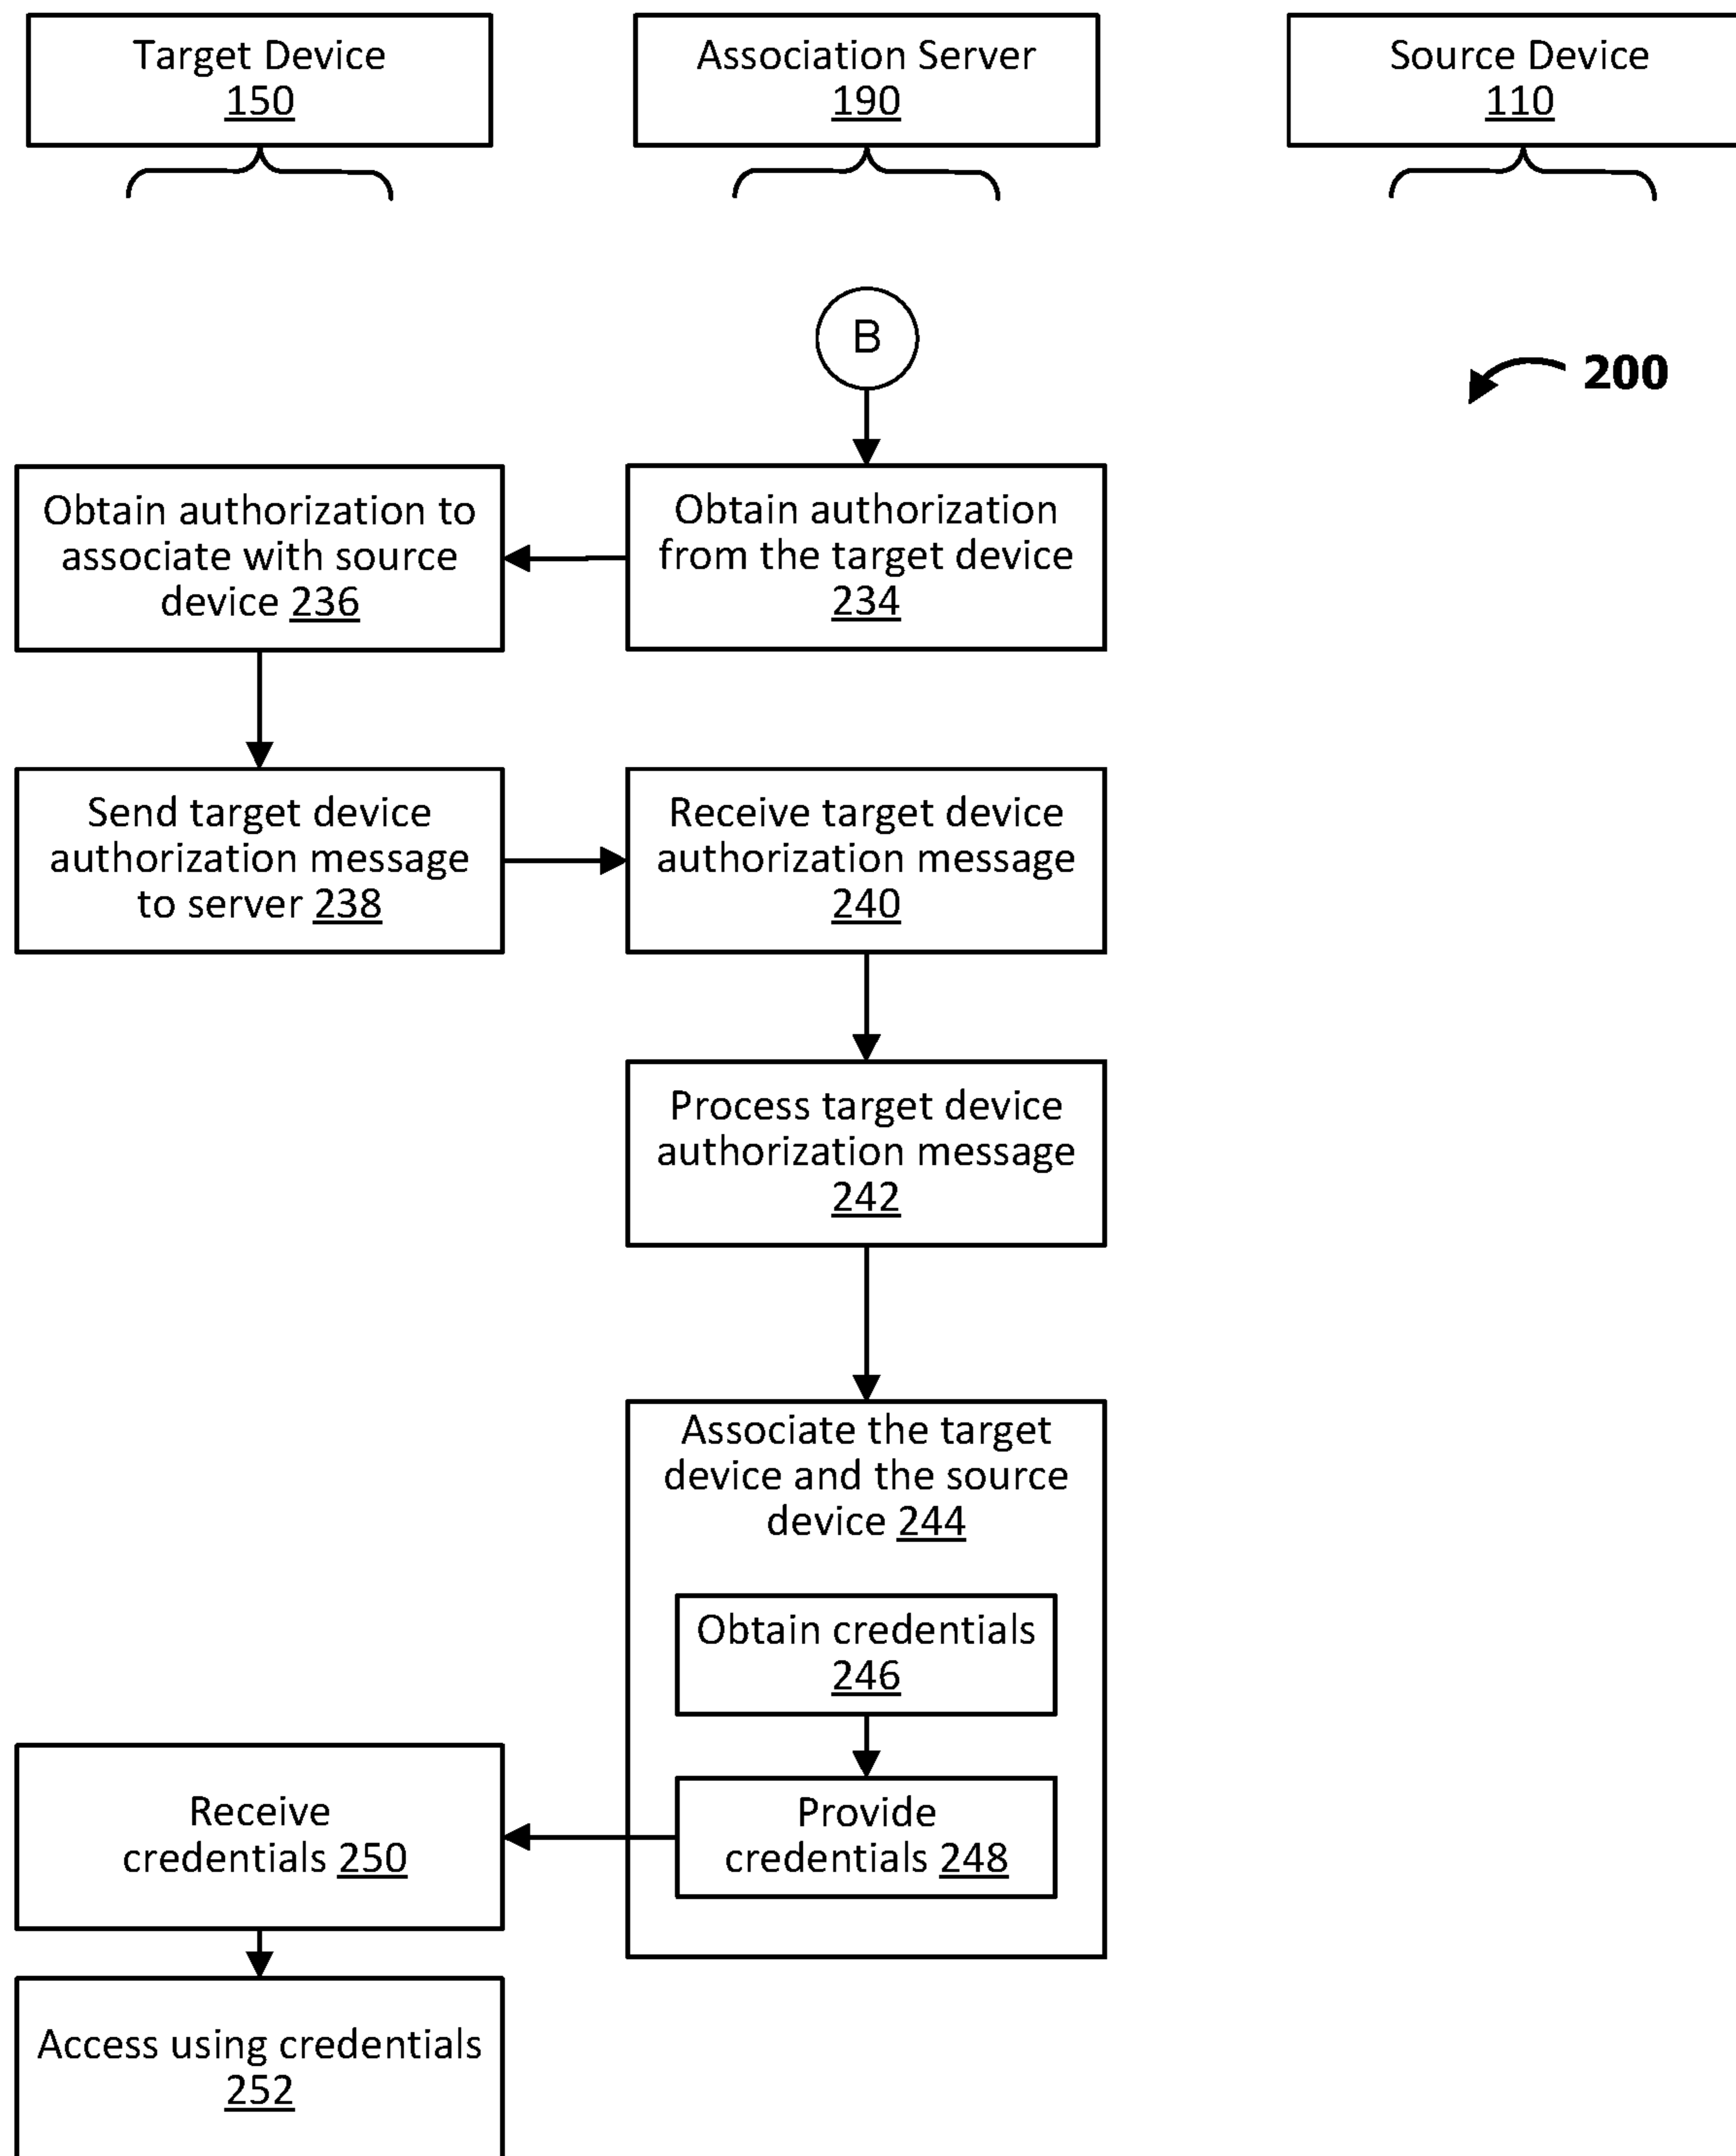 Target Device
150
Association Server
190
Source Device
110
B
200
Obtain authorization to
associate with source
device 236
Obtain authorization
from the target device
234
Send target device
authorization message
to server 238
Receive target device
authorization message
240
Process target device
authorization message
242
Associate the target
device and the source
device 244
Obtain credentials
246
Provide
credentials 248
Receive
credentials 250
Access using credentials
252